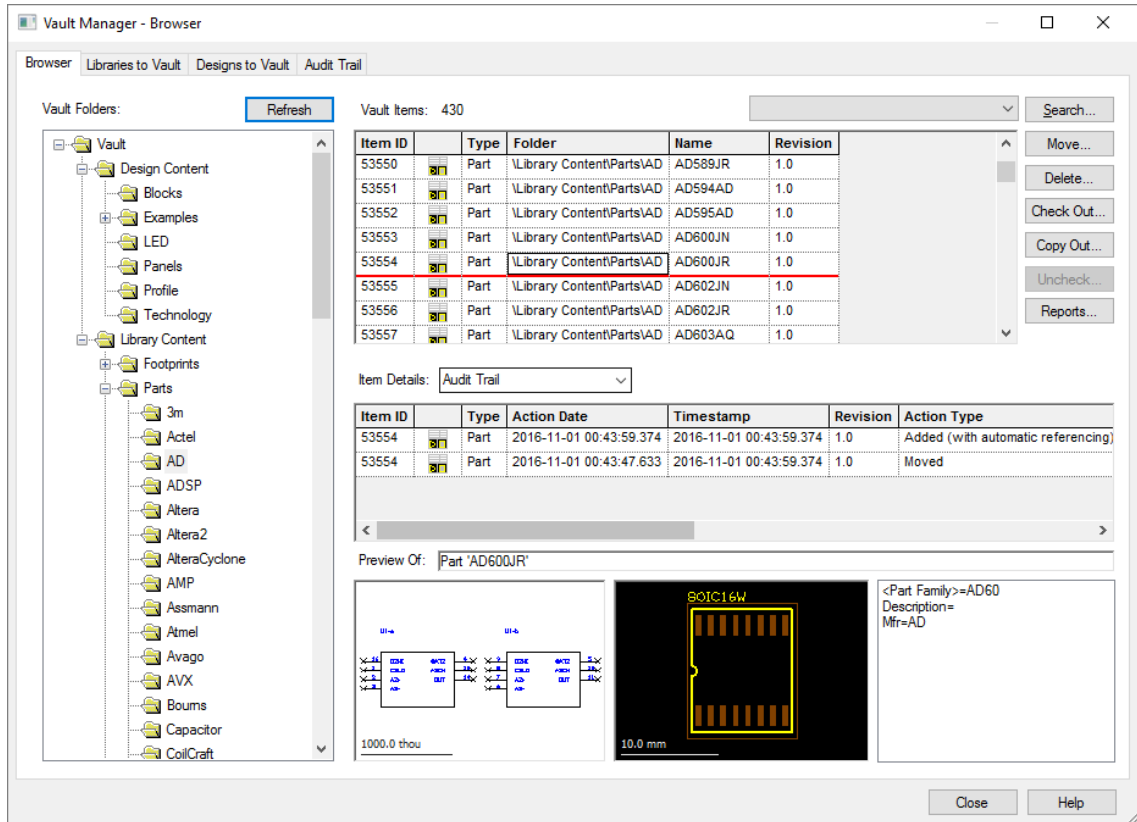 Vault Manager - Browser
Browser Libraries to Vault Designs to Vault Audit Trail
Vault Folders: Refresh
Vault
Design Content
Blocks
Examples
LED
Panels
Profile
Technology
Library Content
Footprints
Parts
3m
Actel
AD
ADSP
Altera
Altera2
AlteraCyclone
AMP
Assmann
Atmel
Avago
AVX
Bourns
Capacitor
CoilCraft
Vault Items: 430
Item ID Type Folder Name Revision
53550 Part \Library Content\Parts\AD AD589JR 1.0
53551 Part \Library Content\Parts\AD AD594AD 1.0
53552 Part \Library Content\Parts\AD AD595AD 1.0
53553 Part \Library Content\Parts\AD AD600JN 1.0
53554 Part \Library Content\Parts\AD AD600JR 1.0
53555 Part \Library Content\Parts\AD AD602JN 1.0
53556 Part \Library Content\Parts\AD AD602JR 1.0
53557 Part \Library Content\Parts\AD AD603AQ 1.0
Search...
Move...
Delete...
Check Out...
Copy Out...
Uncheck...
Reports...
Item Details: Audit Trail
Item ID Type Action Date Timestamp Revision Action Type
53554 Part 2016-11-01 00:43:59.374 2016-11-01 00:43:59.374 1.0 Added (with automatic referencing)
53554 Part 2016-11-01 00:43:47.633 2016-11-01 00:43:59.374 1.0 Moved
Preview Of: Part 'AD600JR'
U1-a U1-b
OUT OUT
1000.0 thou
SOIC16W
10.0 mm
<Part Family>=AD60
Description=
Mfr=AD
Close Help